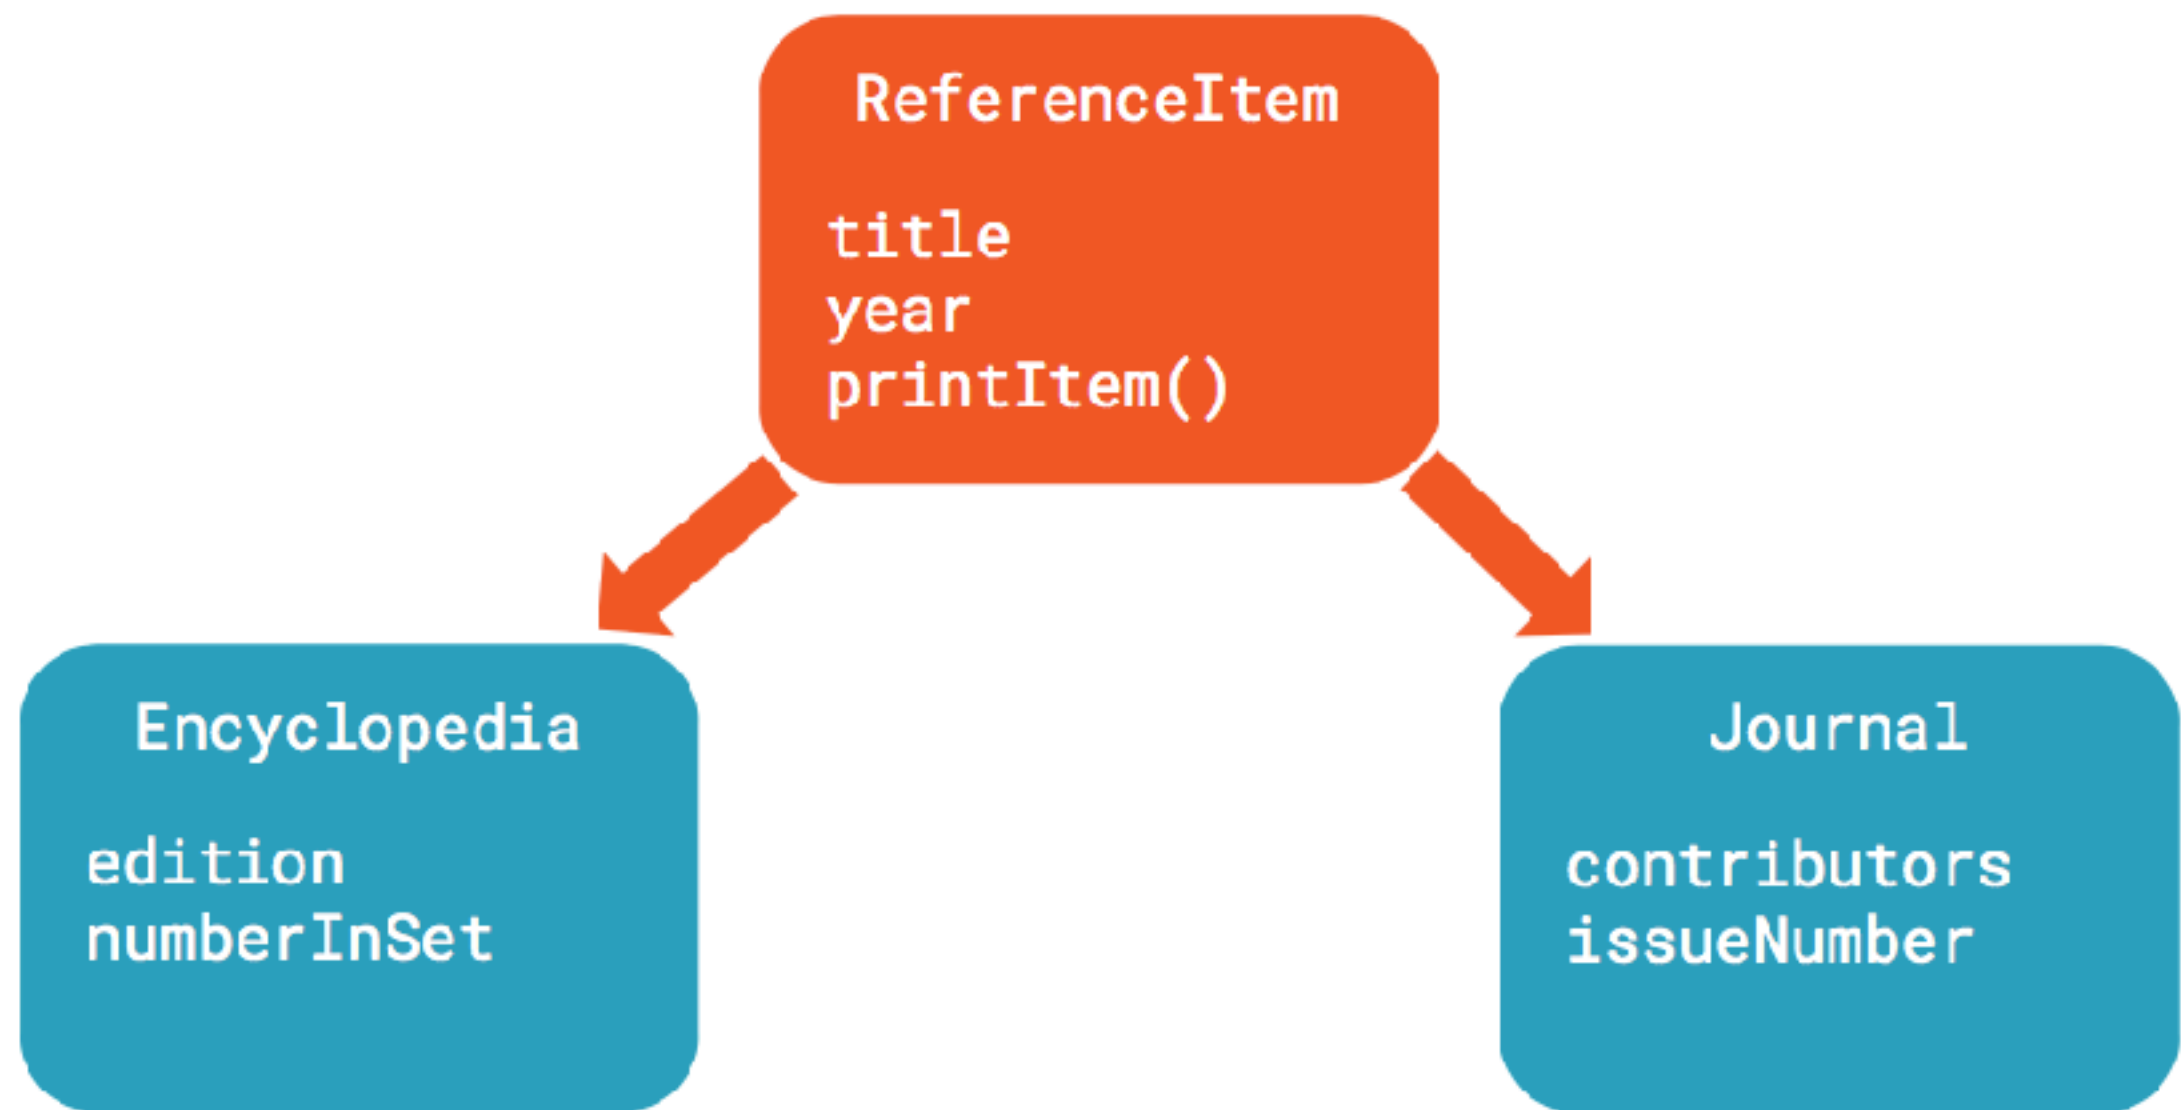 ReferenceItem
title
year
printItem()
Encyclopedia
edition
numberInSet
Journal
contributors
issueNumber